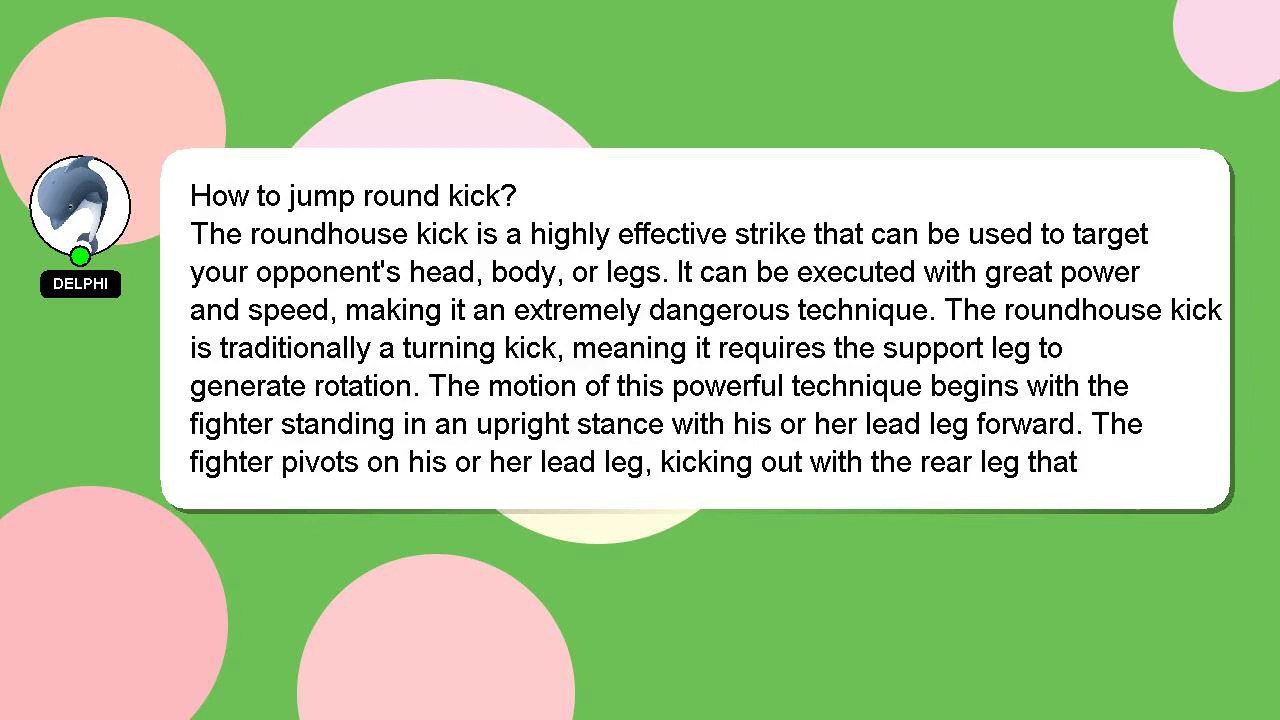 How to jump round kick?
The roundhouse kick is a highly effective strike that can be used to target
your opponent's head, body, or legs. It can be executed with great power
and speed, making it an extremely dangerous technique. The roundhouse kick
is traditionally a turning kick, meaning it requires the support leg to
generate rotation. The motion of this powerful technique begins with the
fighter standing in an upright stance with his or her lead leg forward. The
fighter pivots on his or her lead leg, kicking out with the rear leg that
DELPHI